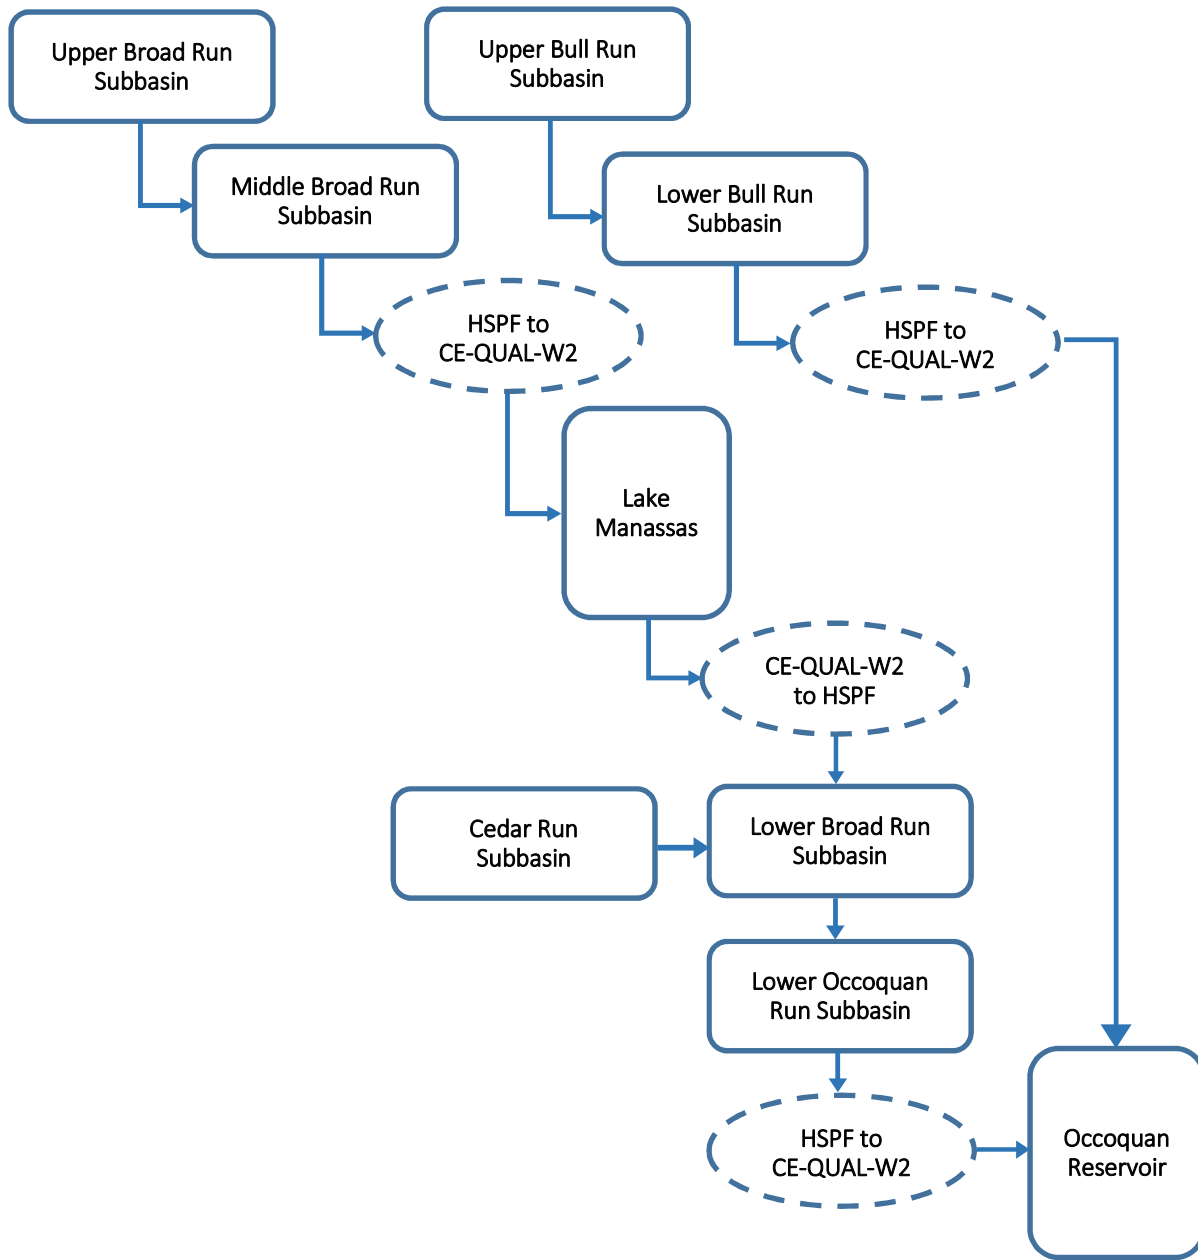 Upper Broad Run
Subbasin
Upper Bull Run
Subbasin
Middle Broad Run
Subbasin
Lower Bull Run
Subbasin
HSPF to
CE-QUAL-W2
HSPF to
CE-QUAL-W2
Lake
Manassas
CE-QUAL-W2
to HSPF
Cedar Run
Subbasin
Lower Broad Run
Subbasin
Lower Occoquan
Run Subbasin
HSPF to
CE-QUAL-W2
Occoquan
Reservoir